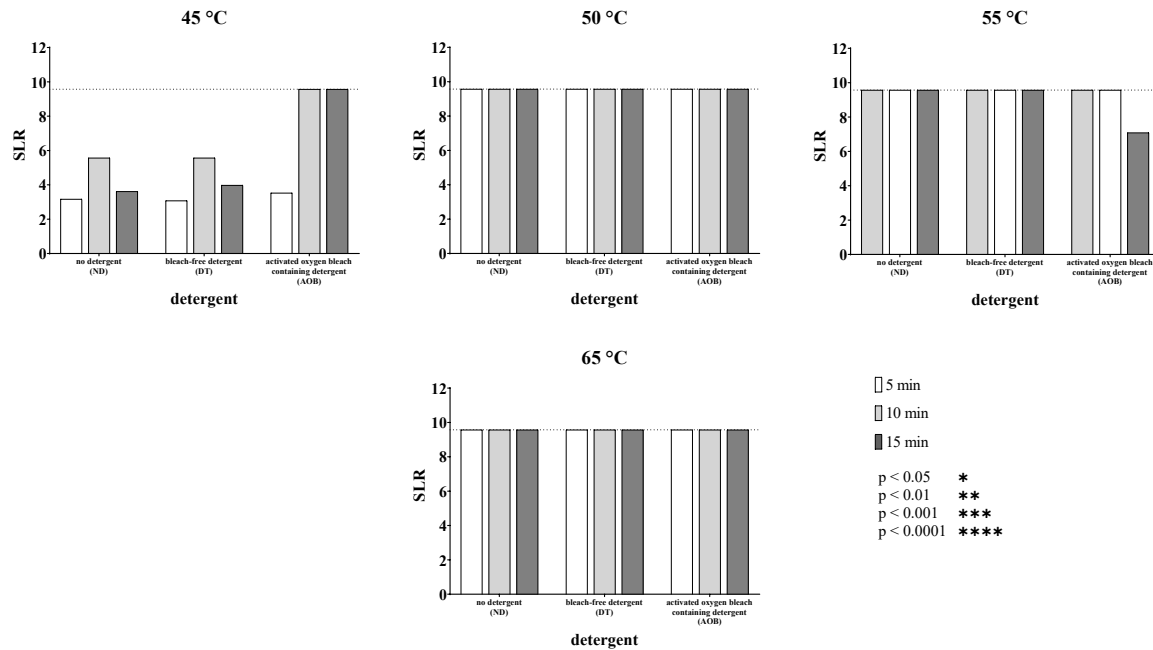 45 °C
12
10
8
6
4
2
0
SLR
no detergent
(ND)
bleach-free detergent
(DT)
activated oxygen bleach
containing detergent
(AOB)
detergent
50 °C
12
10
8
6
4
2
0
SLR
no detergent
(ND)
bleach-free detergent
(DT)
activated oxygen bleach
containing detergent
(AOB)
detergent
55 °C
12
10
8
6
4
2
0
SLR
no detergent
(ND)
bleach-free detergent
(DT)
activated oxygen bleach
containing detergent
(AOB)
detergent
65 °C
12
10
8
6
4
2
0
SLR
no detergent
(ND)
bleach-free detergent
(DT)
activated oxygen bleach
containing detergent
(AOB)
detergent
5 min
10 min
15 min
p < 0.05 *
p < 0.01 **
p < 0.001 ***
p < 0.0001 ****